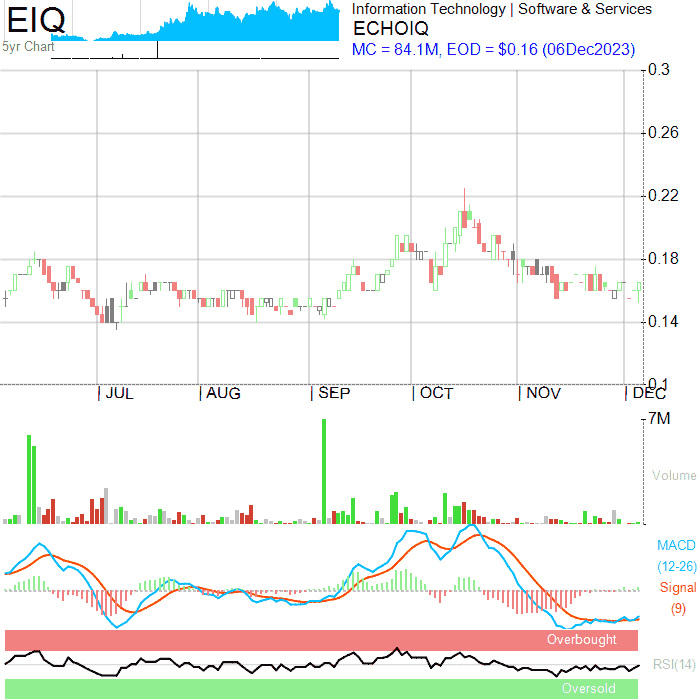 EIQ
5yr Chart
Information Technology | Software & Services
ECHOIQ
MC = 84.1M, EOD = $0.16 (06Dec2023)
0.3
0.26
0.22
0.18
0.14
0.1
| JUL | AUG | SEP | OCT | NOV | DEC
7M
Volume
MACD
(12-26)
Signal
(9)
Overbought
RSI(14)
Oversold